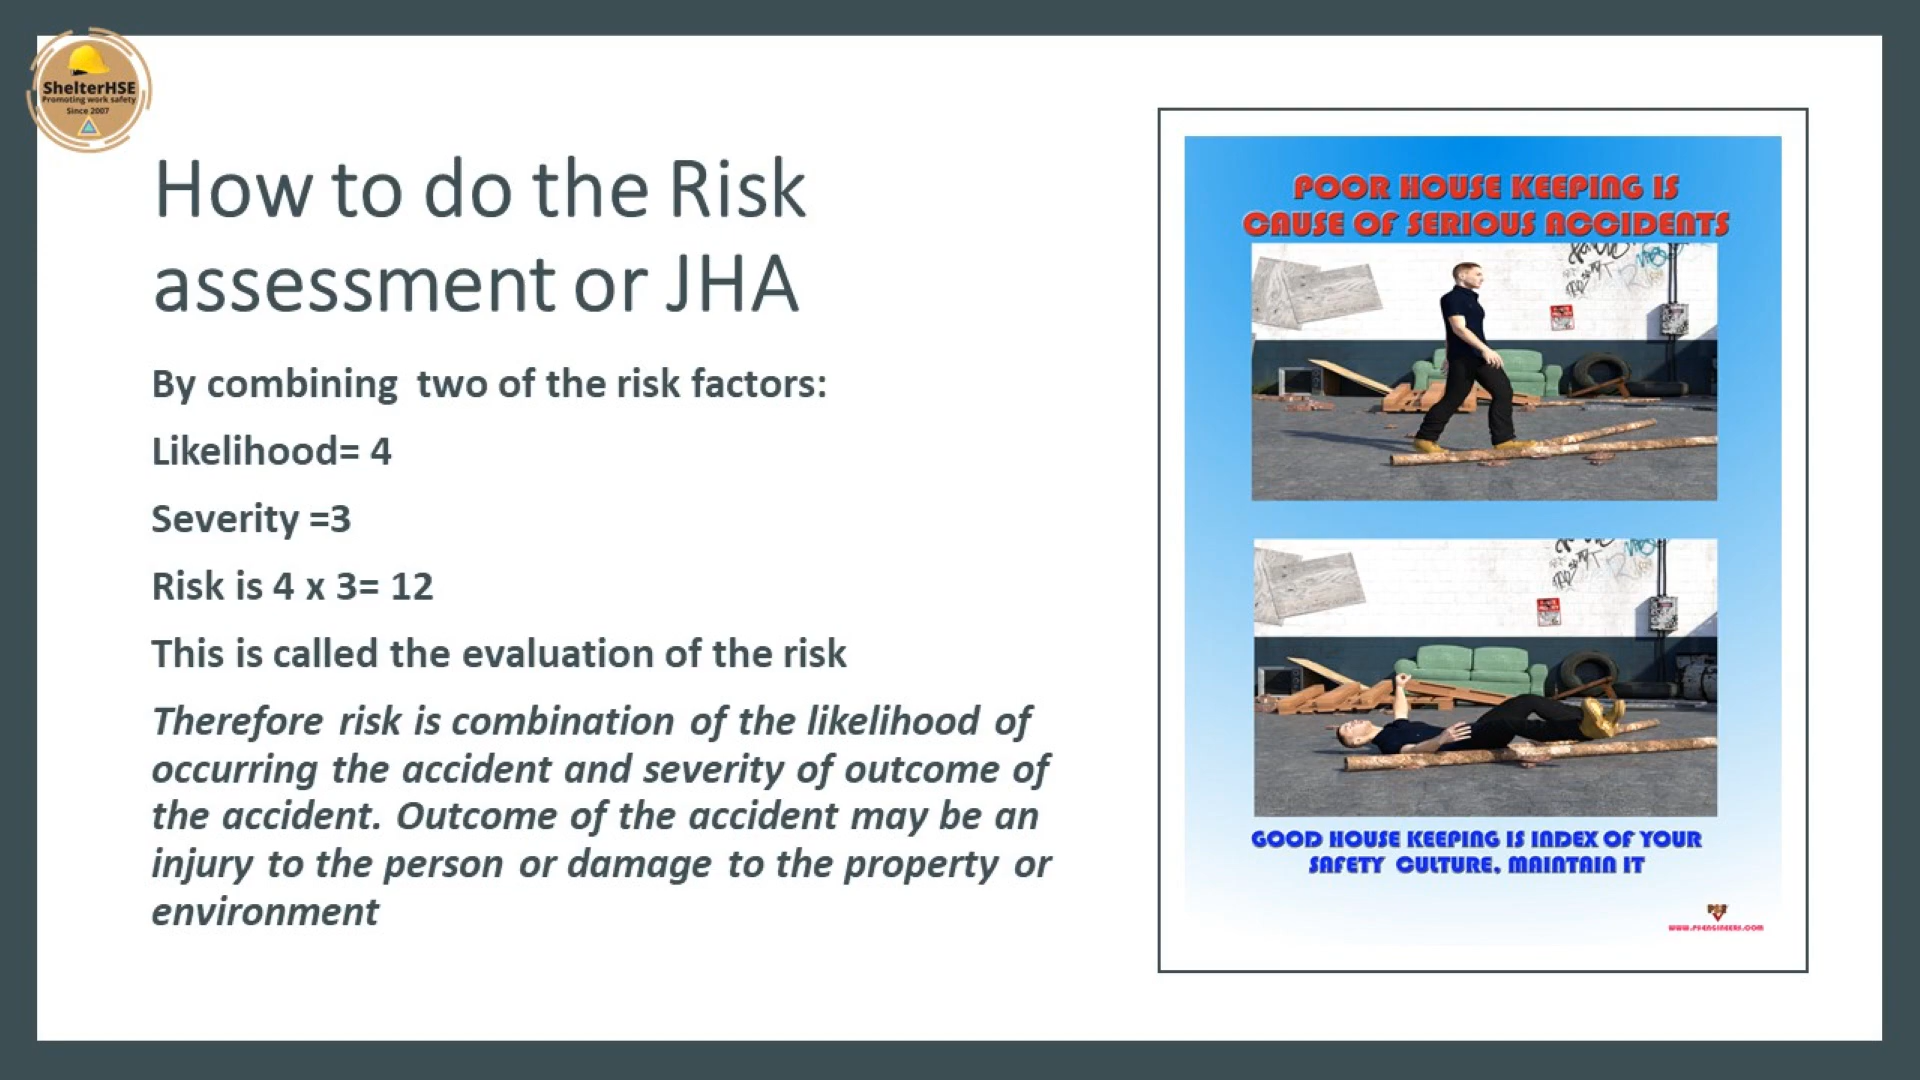 ShelterHSE
Promoting work safety
Since 2007
How to do the Risk
assessment or JHA
By combining two of the risk factors:
Likelihood= 4
Severity =3
Risk is 4 x 3= 12
This is called the evaluation of the risk
Therefore risk is combination of the likelihood of
occurring the accident and severity of outcome of
the accident. Outcome of the accident may be an
injury to the person or damage to the property or
environment
POOR HOUSE KEEPING IS
CAUSE OF SERIOUS ACCIDENTS
GOOD HOUSE KEEPING IS INDEX OF YOUR
SAFETY CULTURE, MAINTAIN IT